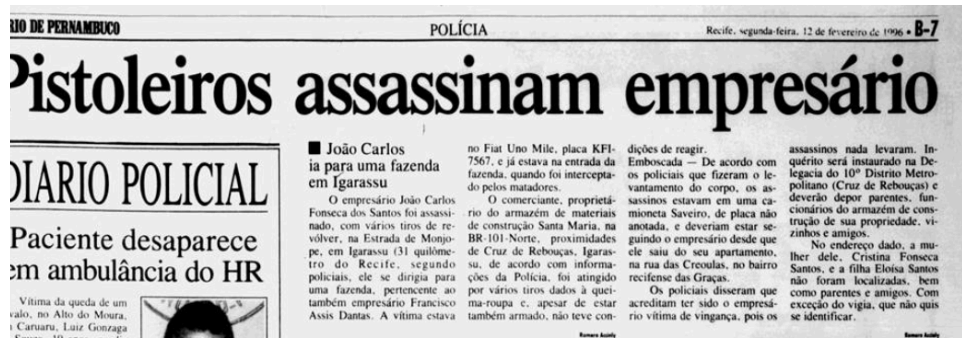 RIO DE PERNAMBUCO
POLÍCIA
Recife, segunda-feira, 12 de fevereiro de 1996 • B-7
Pistoleiros assassinam empresário
■ João Carlos
ia para uma fazenda
em Igarassu
O empresário João Carlos
Fonseca dos Santos foi assassi-
nado, com vários tiros de re-
vólver, na Estrada de Monjo-
pe, em Igarassu (31 quilôme-
tro do Recife, segundo
policiais, ele se dirigia para
uma fazenda, pertencente ao
também empresário Francisco
Assis Dantas. A vítima estava
no Fiat Uno Mile, placa KFI-
7567, e já estava na entrada da
fazenda, quando foi intercepta-
do pelos matadores.
O comerciante, proprietá-
rio do armazém de materiais
de construção Santa Maria, na
BR-101-Norte, proximidades
de Cruz de Rebouças, Igaras-
su, de acordo com informa-
ções da Polícia, foi atingido
por vários tiros dados à quei-
ma-roupa e, apesar de estar
também armado, não teve con-
dições de reagir.
Emboscada — De acordo com
os policiais que fizeram o le-
vantamento do corpo, os as-
sassinos estavam em uma ca-
mioneta Saveiro, de placa não
anotada, e deveriam estar se-
guindo o empresário desde que
ele saiu do seu apartamento,
na rua das Creoulas, no bairro
recifense das Graças.
Os policiais disseram que
acreditam ter sido o empresá-
rio vítima de vingança, pois os
assassinos nada levaram. In-
quérito será instaurado na De-
legacia do 10º Distrito Metro-
politano (Cruz de Rebouças) e
deverão depor parentes, fun-
cionários do armazém de cons-
trução de sua propriedade, vi-
zinhos e amigos.
No endereço dado, a mu-
lher dele, Cristina Fonseca
Santos, e a filha Eloísa Santos
não foram localizadas, bem
como parentes e amigos. Com
exceção do vigia, que não quis
se identificar.
DIARIO POLICIAL
Paciente desaparece
em ambulância do HR
Vítima da queda de um
valo, no Alto do Moura,
Caruaru, Luiz Gonzaga